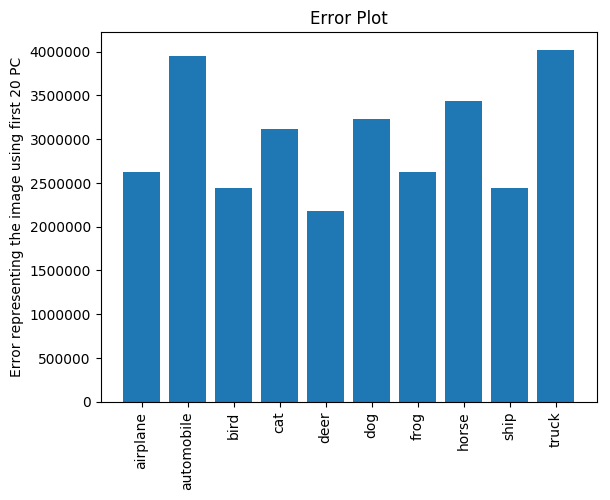 Error Plot
Error representing the image using first 20 PC
4000000
3500000
3000000
2500000
2000000
1500000
1000000
500000
0
airplane
automobile
bird
cat
deer
dog
frog
horse
ship
truck